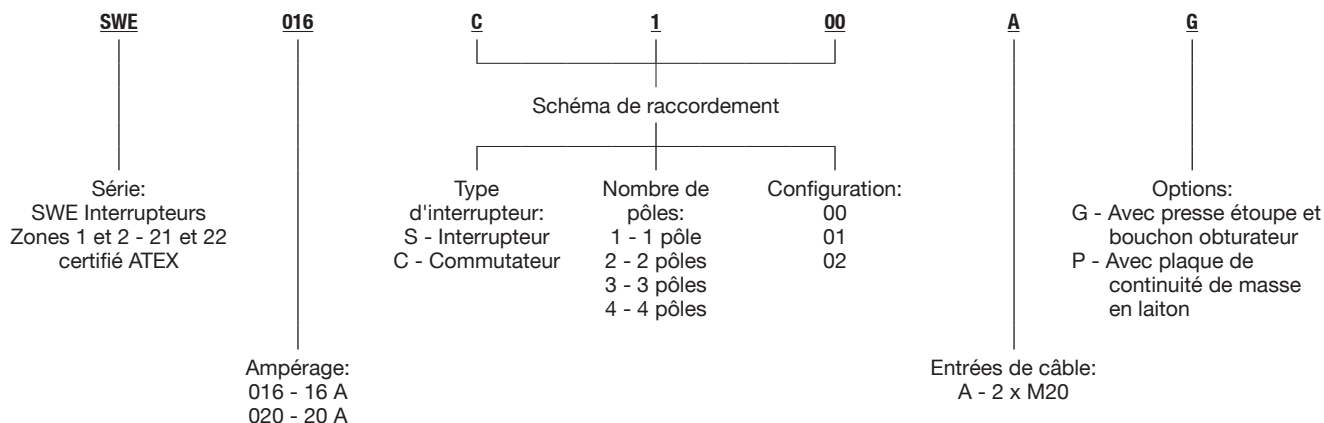 SWE 016 C 1 00 A G
Schéma de raccordement
Série:
SWE Interrupteurs
Zones 1 et 2 - 21 et 22
certifié ATEX
Type
d'interrupteur:
S - Interrupteur
C - Commutateur
Nombre de
pôles:
1 - 1 pôle
2 - 2 pôles
3 - 3 pôles
4 - 4 pôles
Configuration:
00
01
02
Options:
G - Avec presse étoupe et
bouchon obturateur
P - Avec plaque de
continuité de masse
en laiton
Ampérage:
016 - 16 A
020 - 20 A
Entrées de câble:
A - 2 x M20